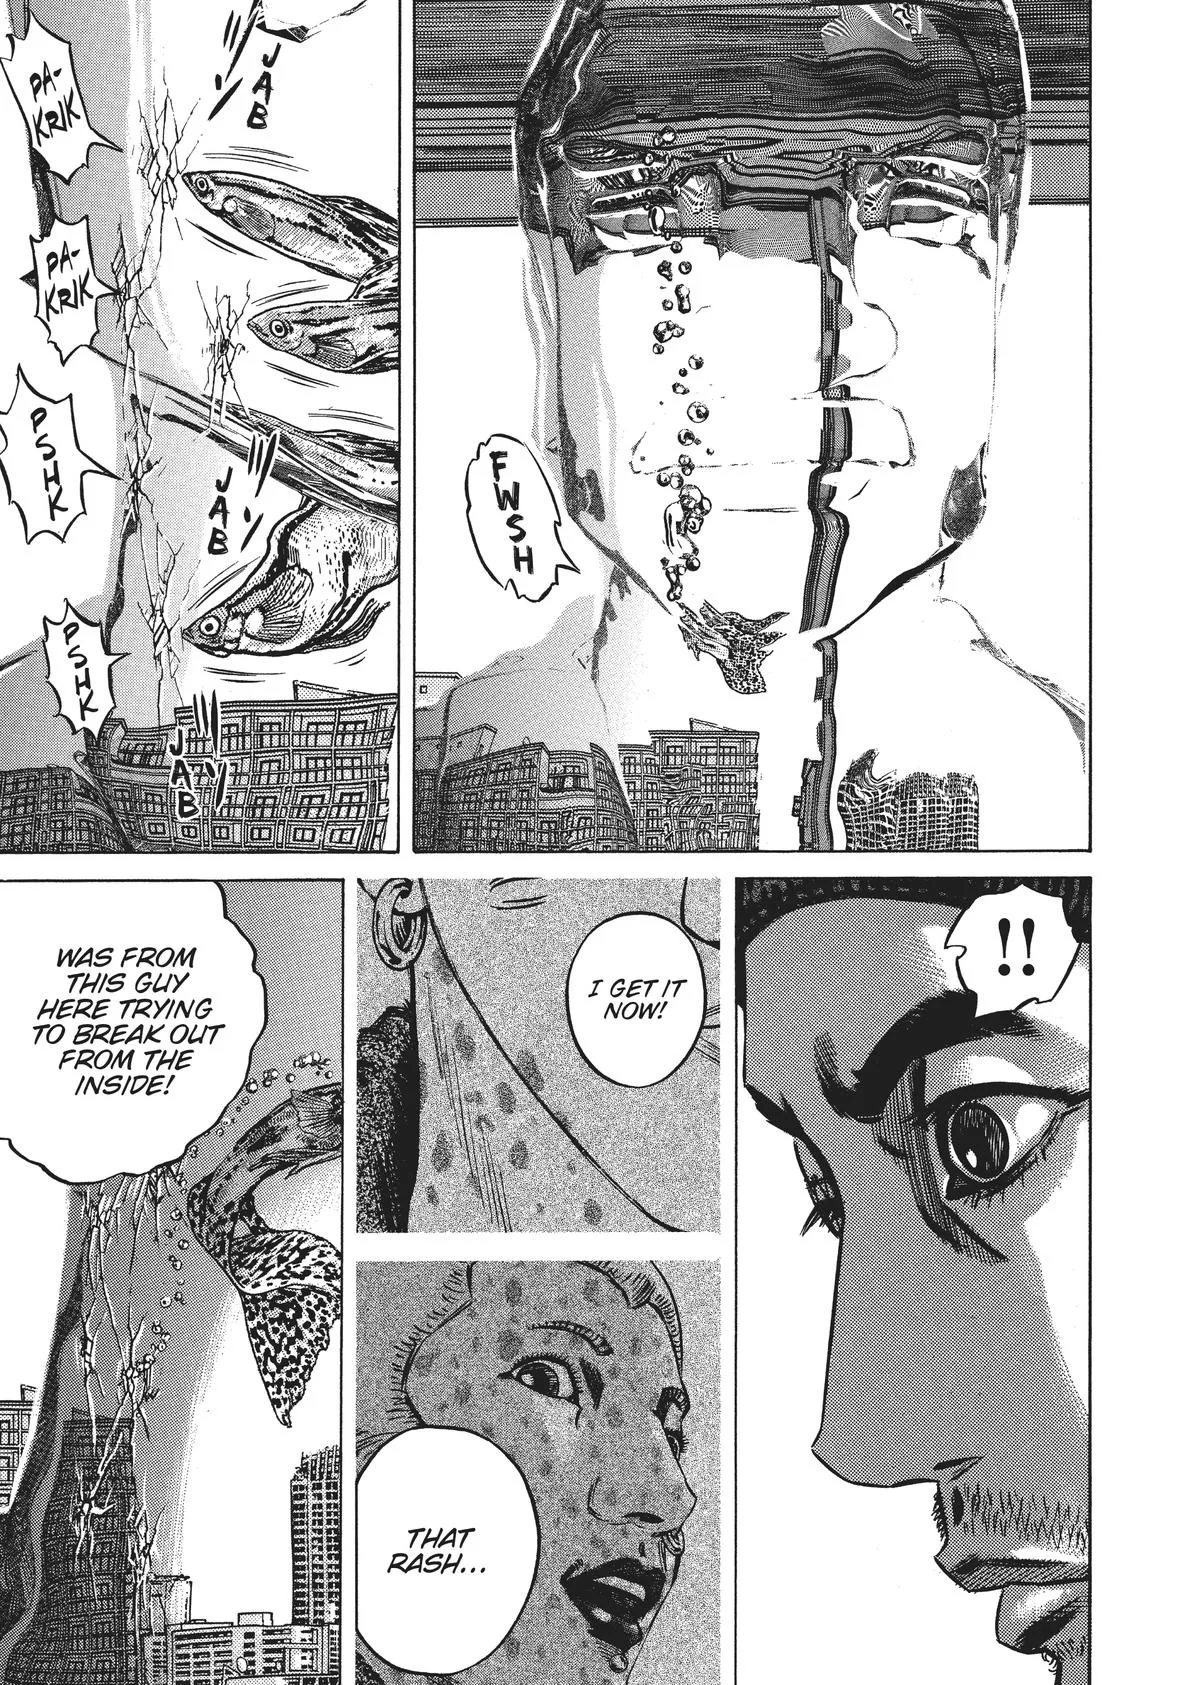 FWSH
JAB
PA-
KRIK
PA-
KRIK
JAB
PSHK
PSHK
JAB
!!
I GET IT
NOW!
THAT
RASH...
WAS FROM
THIS GUY
HERE TRYING
TO BREAK OUT
FROM THE
INSIDE!